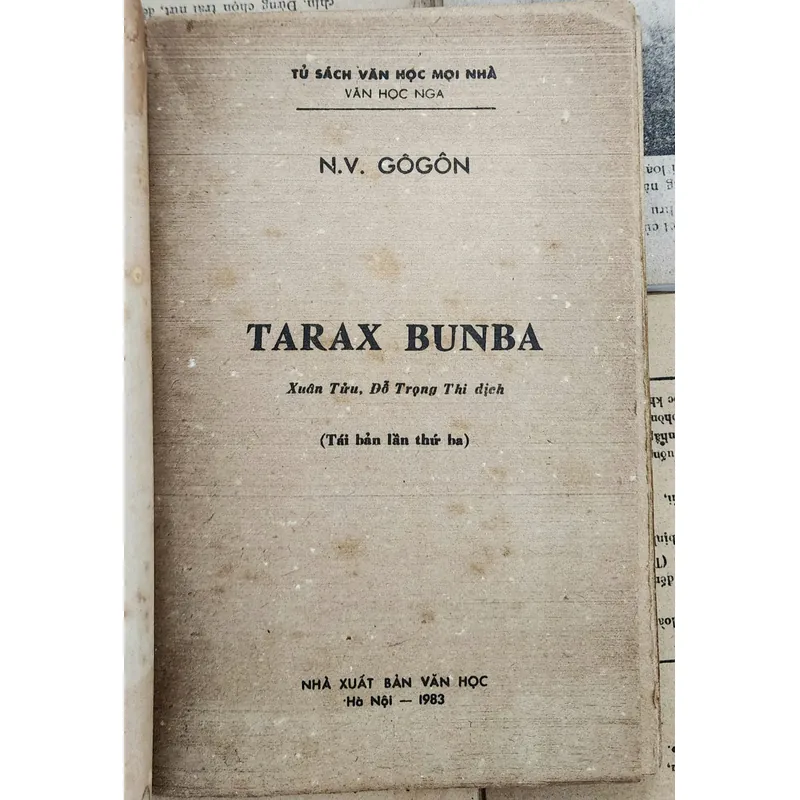 TỦ SÁCH VĂN HỌC MỌI NHÀ
VĂN HỌC NGA
N.V. GÔGÔN
TARAX BUNBA
Xuân Tửu, Đỗ Trọng Thi dịch
(Tái bản lần thứ ba)
NHÀ XUẤT BẢN VĂN HỌC
Hà Nội — 1983